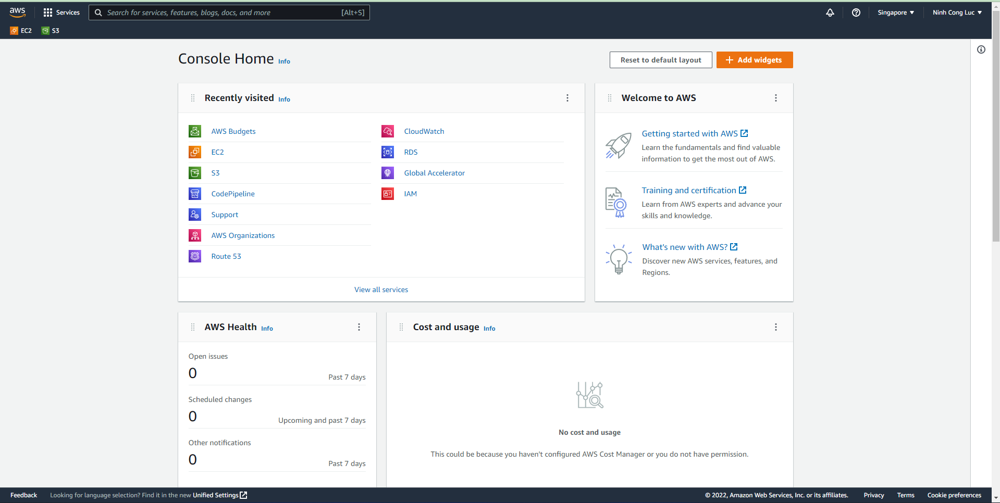 aws
Services
Search for services, features, blogs, docs, and more
[Alt+S]
Singapore
Ninh Cong Luc
EC2
S3
Console Home Info
Reset to default layout
Add widgets
Recently visited Info
AWS Budgets
EC2
S3
CodePipeline
Support
AWS Organizations
Route 53
CloudWatch
RDS
Global Accelerator
IAM
View all services
Welcome to AWS
Getting started with AWS
Learn the fundamentals and find valuable
information to get the most out of AWS.
Training and certification
Learn from AWS experts and advance your
skills and knowledge.
What's new with AWS?
Discover new AWS services, features, and
Regions.
AWS Health Info
Open issues
0
Past 7 days
Scheduled changes
0
Upcoming and past 7 days
Other notifications
0
Past 7 days
Cost and usage Info
No cost and usage
This could be because you haven't configured AWS Cost Manager or you do not have permission.
Feedback
Looking for language selection? Find it in the new Unified Settings
© 2022, Amazon Web Services, Inc. or its affiliates.
Privacy
Terms
Cookie preferences